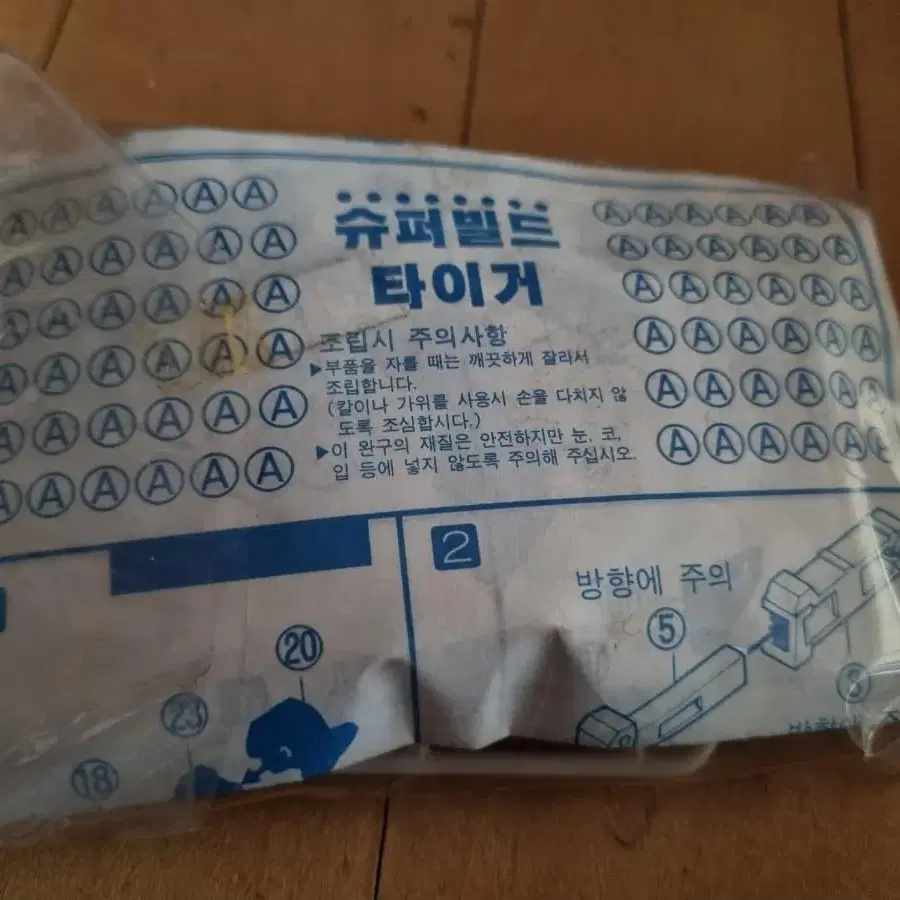 슈퍼빌드
타이거
조립시 주의사항
▶부품을 자를 때는 깨끗하게 잘라서
조립합니다.
(칼이나 가위를 사용시 손을 다치지 않
도록 조심합시다.)
▶이 완구의 재질은 안전하지만 눈, 코,
입 등에 넣지 않도록 주의해 주십시오.
Ⓐ Ⓐ Ⓐ Ⓐ Ⓐ Ⓐ Ⓐ Ⓐ Ⓐ Ⓐ Ⓐ Ⓐ
Ⓐ Ⓐ Ⓐ Ⓐ Ⓐ Ⓐ Ⓐ Ⓐ Ⓐ Ⓐ Ⓐ Ⓐ
Ⓐ Ⓐ Ⓐ Ⓐ Ⓐ Ⓐ Ⓐ Ⓐ Ⓐ Ⓐ Ⓐ Ⓐ
Ⓐ Ⓐ Ⓐ Ⓐ Ⓐ Ⓐ Ⓐ Ⓐ Ⓐ Ⓐ Ⓐ Ⓐ
Ⓐ Ⓐ Ⓐ Ⓐ Ⓐ Ⓐ Ⓐ Ⓐ Ⓐ Ⓐ Ⓐ Ⓐ
Ⓐ Ⓐ Ⓐ Ⓐ Ⓐ Ⓐ Ⓐ Ⓐ Ⓐ Ⓐ Ⓐ Ⓐ
2
방향에 주의
⑤
⑳
㉓
⑱